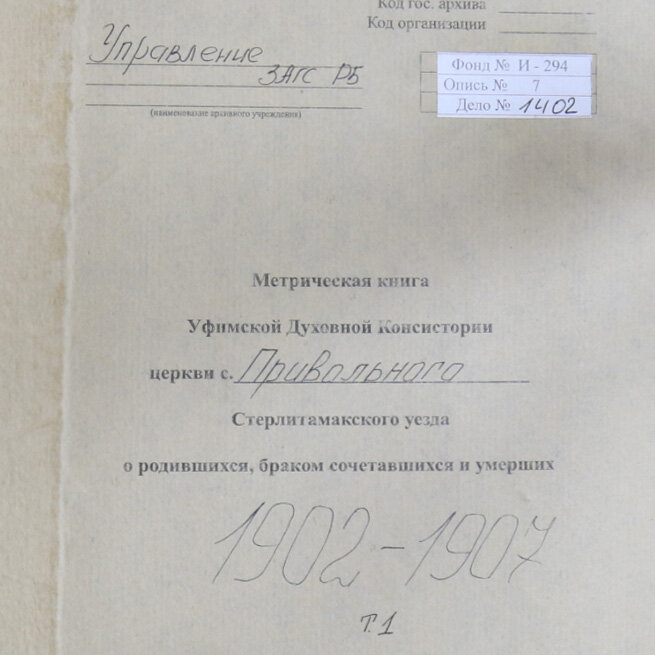 Код гос. архива
Код организации
Управление
ЗАГС РБ
(наименование архивного учреждения)
Фонд № И - 294
Опись № 7
Дело № 1402
Метрическая книга
Уфимской Духовной Консистории
церкви с. Привольного
Стерлитамакского уезда
о родившихся, браком сочетавшихся и умерших
1902-1907
т.1